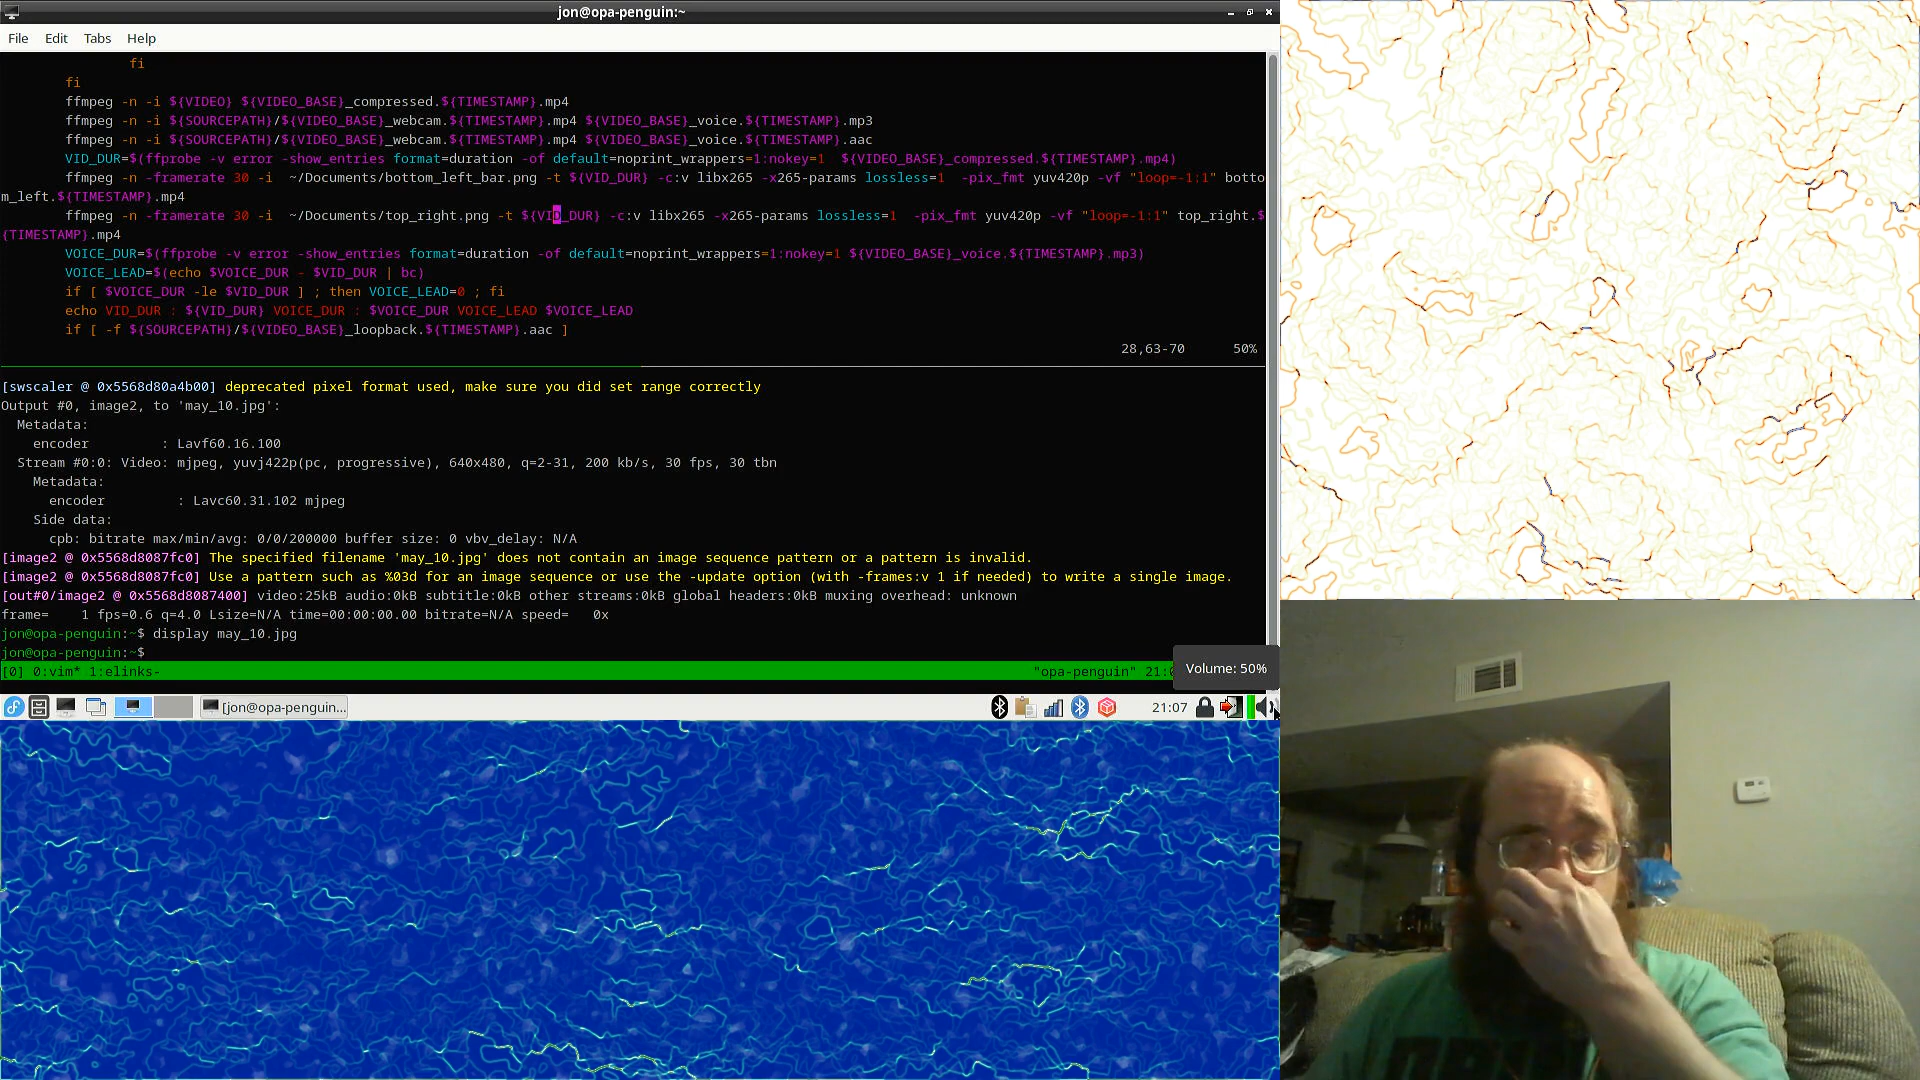 jon@opa-penguin:~
File Edit Tabs Help
fi
fi
ffmpeg -n -i ${VIDEO} ${VIDEO_BASE}_compressed.${TIMESTAMP}.mp4
ffmpeg -n -i ${SOURCEPATH}/${VIDEO_BASE}_webcam.${TIMESTAMP}.mp4 ${VIDEO_BASE}_voice.${TIMESTAMP}.mp3
ffmpeg -n -i ${SOURCEPATH}/${VIDEO_BASE}_webcam.${TIMESTAMP}.mp4 ${VIDEO_BASE}_voice.${TIMESTAMP}.aac
VID_DUR=$(ffprobe -v error -show_entries format=duration -of default=noprint_wrappers=1:nokey=1  ${VIDEO_BASE}_compressed.${TIMESTAMP}.mp4)
ffmpeg -n -framerate 30 -i  ~/Documents/bottom_left_bar.png -t ${VID_DUR} -c:v libx265 -x265-params lossless=1  -pix_fmt yuv420p -vf "loop=-1:1" botto
m_left.${TIMESTAMP}.mp4
ffmpeg -n -framerate 30 -i  ~/Documents/top_right.png -t ${VID_DUR} -c:v libx265 -x265-params lossless=1  -pix_fmt yuv420p -vf "loop=-1:1" top_right.$
{TIMESTAMP}.mp4
VOICE_DUR=$(ffprobe -v error -show_entries format=duration -of default=noprint_wrappers=1:nokey=1 ${VIDEO_BASE}_voice.${TIMESTAMP}.mp3)
VOICE_LEAD=$(echo $VOICE_DUR - $VID_DUR | bc)
if [ $VOICE_DUR -le $VID_DUR ] ; then VOICE_LEAD=0 ; fi
echo VID_DUR : ${VID_DUR} VOICE_DUR : $VOICE_DUR VOICE_LEAD $VOICE_LEAD
if [ -f ${SOURCEPATH}/${VIDEO_BASE}_loopback.${TIMESTAMP}.aac ]
28,63-70 50%
[swscaler @ 0x5568d80a4b00] deprecated pixel format used, make sure you did set range correctly
Output #0, image2, to 'may_10.jpg':
Metadata:
encoder : Lavf60.16.100
Stream #0:0: Video: mjpeg, yuvj422p(pc, progressive), 640x480, q=2-31, 200 kb/s, 30 fps, 30 tbn
Metadata:
encoder : Lavc60.31.102 mjpeg
Side data:
cpb: bitrate max/min/avg: 0/0/200000 buffer size: 0 vbv_delay: N/A
[image2 @ 0x5568d8087fc0] The specified filename 'may_10.jpg' does not contain an image sequence pattern or a pattern is invalid.
[image2 @ 0x5568d8087fc0] Use a pattern such as %03d for an image sequence or use the -update option (with -frames:v 1 if needed) to write a single image.
[out#0/image2 @ 0x5568d8087400] video:25kB audio:0kB subtitle:0kB other streams:0kB global headers:0kB muxing overhead: unknown
frame=    1 fps=0.6 q=4.0 Lsize=N/A time=00:00:00.00 bitrate=N/A speed=   0x
jon@opa-penguin:~$ display may_10.jpg
jon@opa-penguin:~$
[0] 0:vim* 1:elinks- "opa-penguin" 21:0
Volume: 50%
[jon@opa-penguin... 21:07